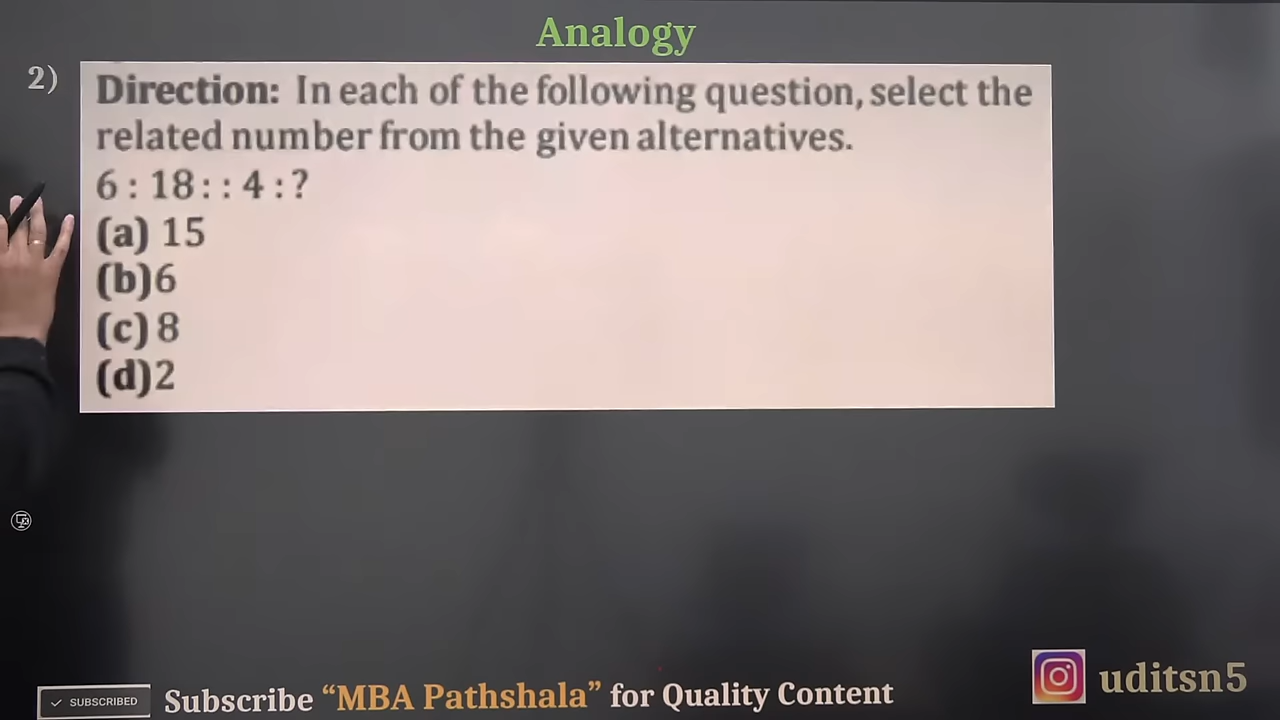 Analogy
2)
Direction: In each of the following question, select the
related number from the given alternatives.
6 : 18 : : 4 : ?
(a) 15
(b)6
(c) 8
(d)2
SUBSCRIBED
Subscribe “MBA Pathshala” for Quality Content
uditsn5